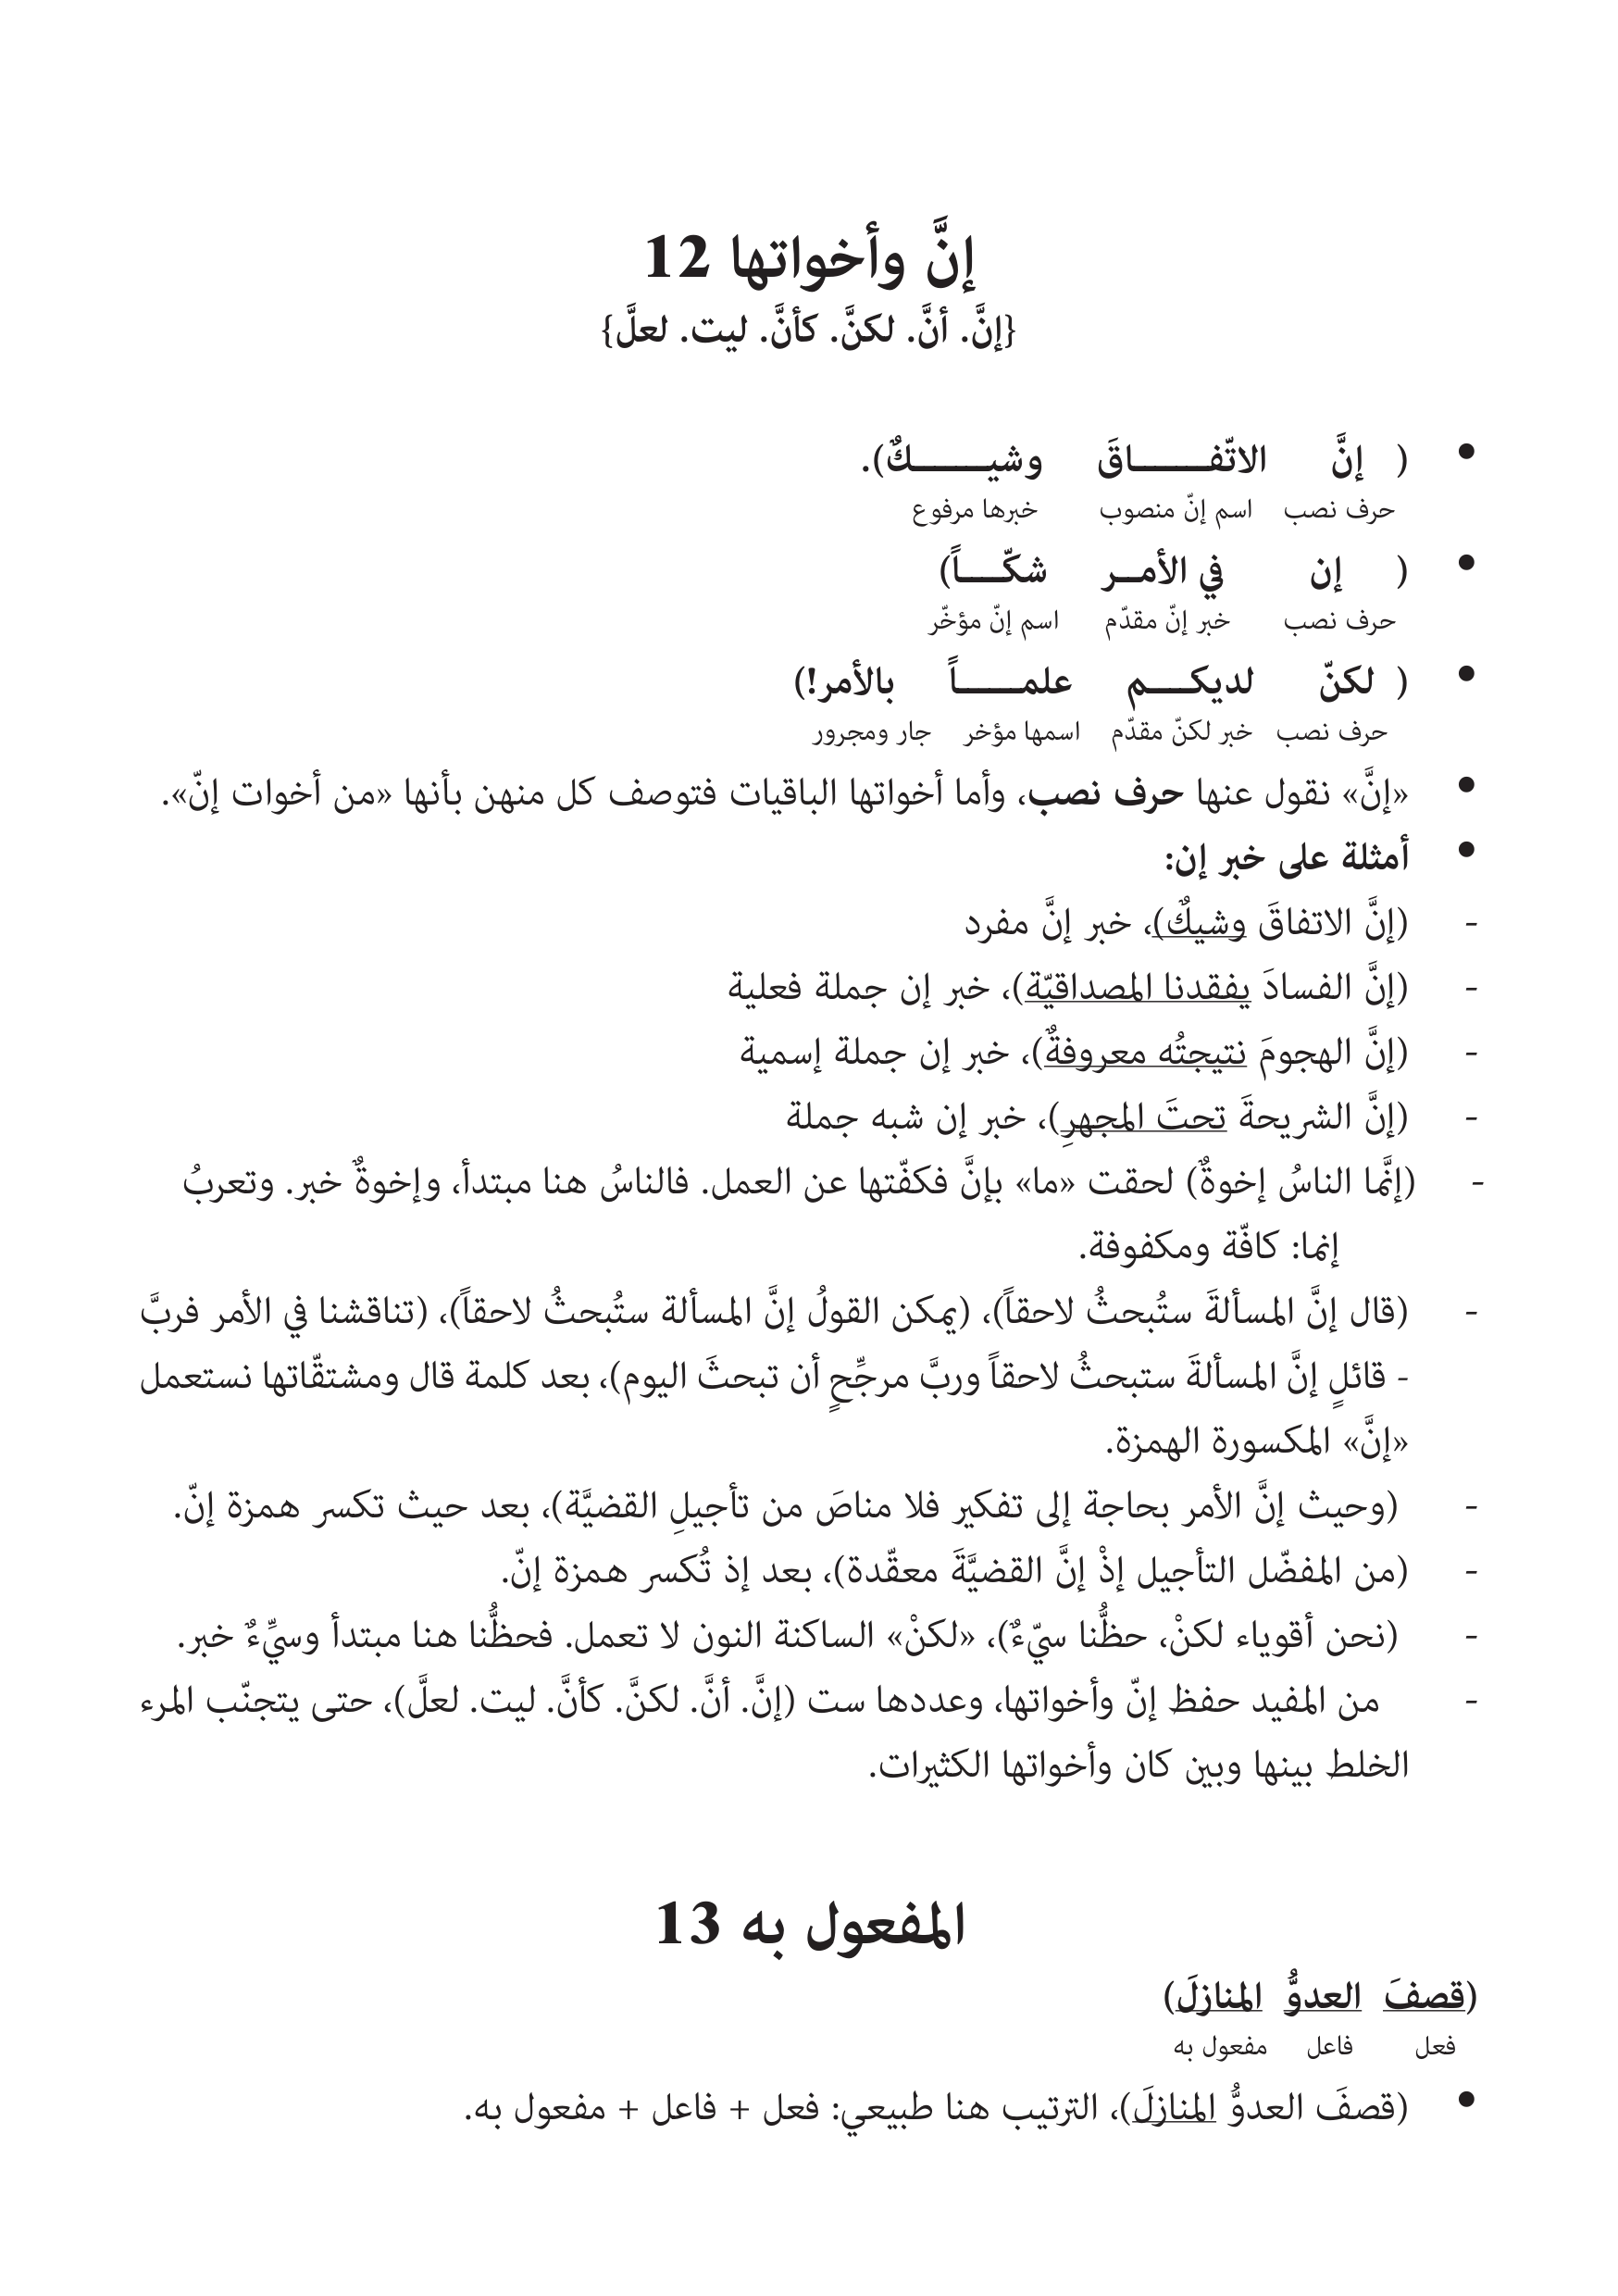 إنَّ وأخواتها 12
{إنَّ. أنَّ. لكنَّ. كأنَّ. ليت. لعلَّ}
• ( إنَّ الاتّفـــــــاقَ وشيـــــــكٌ).
حرف نصب اسم إنّ منصوب خبرها مرفوع
• ( إن في الأمـــر شكّـــــاً)
حرف نصب خبر إنّ مقدّم اسم إنّ مؤخّر
• ( لكنّ لديكـــــم علمـــــــاً بالأمر!)
حرف نصب خبر لكنّ مقدّم اسمها مؤخر جار ومجرور
• «إنَّ» نقول عنها حرف نصب، وأما أخواتها الباقيات فتوصف كل منهن بأنها «من أخوات إنّ».
• أمثلة على خبر إن:
- (إنَّ الاتفاقَ وشيكٌ)، خبر إنَّ مفرد
- (إنَّ الفسادَ يفقدنا المصداقيّة)، خبر إن جملة فعلية
- (إنَّ الهجومَ نتيجتُه معروفةٌ)، خبر إن جملة إسمية
- (إنَّ الشريحةَ تحتَ المجهرِ)، خبر إن شبه جملة
- (إنَّما الناسُ إخوةٌ) لحقت «ما» بإنَّ فكفّتها عن العمل. فالناسُ هنا مبتدأ، وإخوةٌ خبر. وتعربُ
إنما: كافّة ومكفوفة.
- (قال إنَّ المسألةَ ستُبحثُ لاحقاً)، (يمكن القولُ إنَّ المسألة ستُبحثُ لاحقاً)، (تناقشنا في الأمر فربَّ
- قائلٍ إنَّ المسألةَ ستبحثُ لاحقاً وربَّ مرجِّحٍ أن تبحثَ اليوم)، بعد كلمة قال ومشتقّاتها نستعمل
«إنَّ» المكسورة الهمزة.
- (وحيث إنَّ الأمر بحاجة إلى تفكير فلا مناصَ من تأجيلِ القضيَّة)، بعد حيث تكسر همزة إنّ.
- (من المفضّل التأجيل إذْ إنَّ القضيَّةَ معقّدة)، بعد إذ تُكسر همزة إنّ.
- (نحن أقوياء لكنْ، حظُّنا سيّءٌ)، «لكنْ» الساكنة النون لا تعمل. فحظُّنا هنا مبتدأ وسيِّءٌ خبر.
- من المفيد حفظ إنّ وأخواتها، وعددها ست (إنَّ. أنَّ. لكنَّ. كأنَّ. ليت. لعلَّ)، حتى يتجنّب المرء
الخلط بينها وبين كان وأخواتها الكثيرات.
المفعول به 13
(قصفَ العدوُّ المنازلَ)
فعل فاعل مفعول به
• (قصفَ العدوُّ المنازلَ)، الترتيب هنا طبيعي: فعل + فاعل + مفعول به.